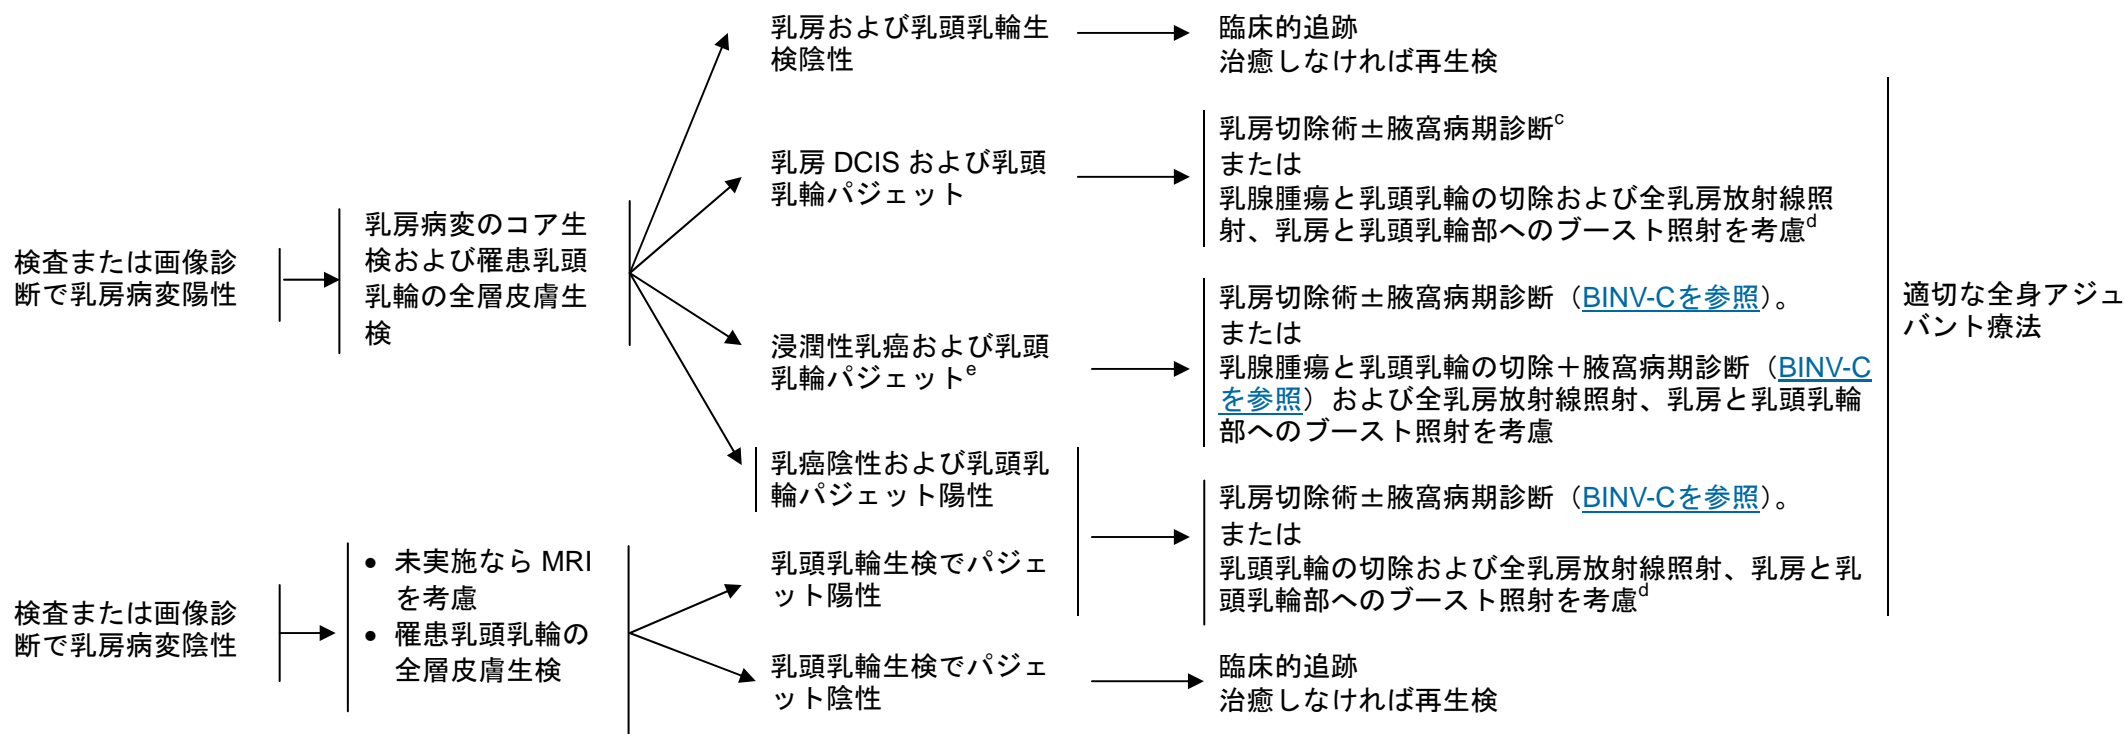 検査または画像診
断で乳房病変陽性
乳房病変のコア生
検および罹患乳頭
乳輪の全層皮膚生
検
乳房および乳頭乳輪生
検陰性
臨床的追跡
治癒しなければ再生検
乳房 DCIS および乳頭
乳輪パジェット
乳房切除術±腋窩病期診断c
または
乳腺腫瘍と乳頭乳輪の切除および全乳房放射線照
射、乳房と乳頭乳輪部へのブースト照射を考慮d
浸潤性乳癌および乳頭
乳輪パジェットe
乳房切除術±腋窩病期診断（BINV-Cを参照）。
または
乳腺腫瘍と乳頭乳輪の切除＋腋窩病期診断（BINV-C
を参照）および全乳房放射線照射、乳房と乳頭乳輪
部へのブースト照射を考慮
乳癌陰性および乳頭乳
輪パジェット陽性
乳房切除術±腋窩病期診断（BINV-Cを参照）。
または
乳頭乳輪の切除および全乳房放射線照射、乳房と乳
頭乳輪部へのブースト照射を考慮d
適切な全身アジュ
バント療法
検査または画像診
断で乳房病変陰性
• 未実施なら MRI
を考慮
• 罹患乳頭乳輪の
全層皮膚生検
乳頭乳輪生検でパジェ
ット陽性
乳頭乳輪生検でパジェ
ット陰性
臨床的追跡
治癒しなければ再生検